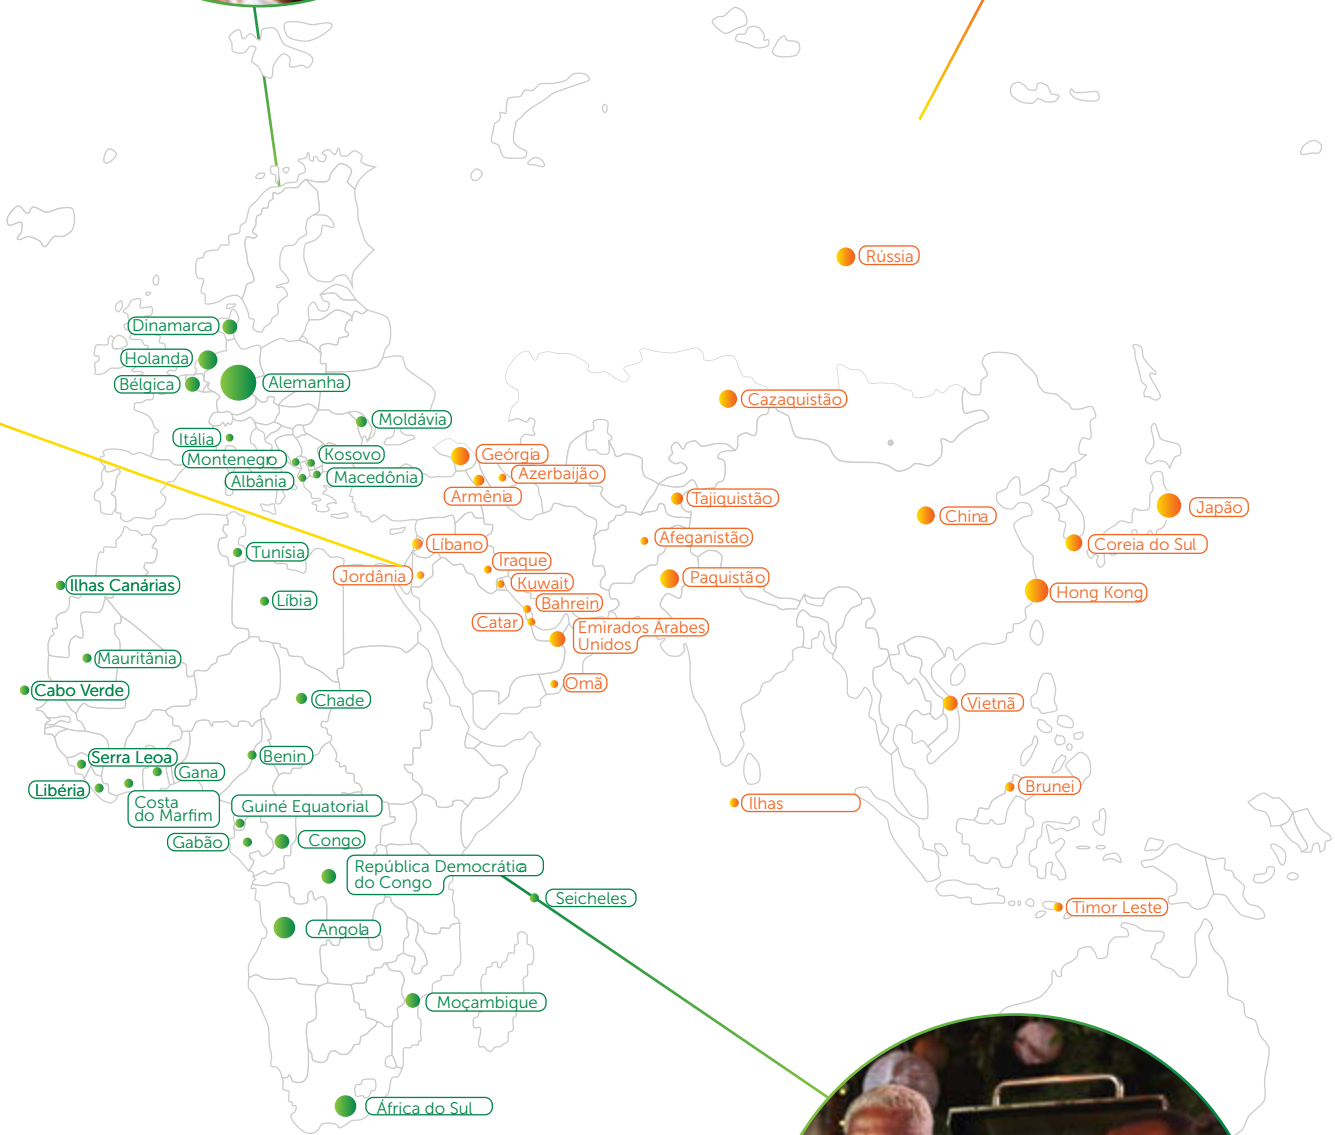 Rússia
Dinamarca
Holanda
Bélgica
Alemanha
Cazaquistão
Moldávia
Itália
Montenegro
Kosovo
Geórgia
Albânia
Macedônia
Azerbaijão
Armênia
Tajiquistão
Japão
China
Líbano
Afeganistão
Coreia do Sul
Tunísia
Iraque
Jordânia
Kuwait
Paquistão
Ilhas Canárias
Hong Kong
Líbia
Bahrein
Catar
Emirados Árabes
Unidos
Mauritânia
Omã
Cabo Verde
Chade
Vietnã
Serra Leoa
Benin
Gana
Libéria
Brunei
Costa
do Marfim
Guiné Equatorial
Ilhas
Gabão
Congo
República Democrática
do Congo
Seicheles
Timor Leste
Angola
Moçambique
África do Sul